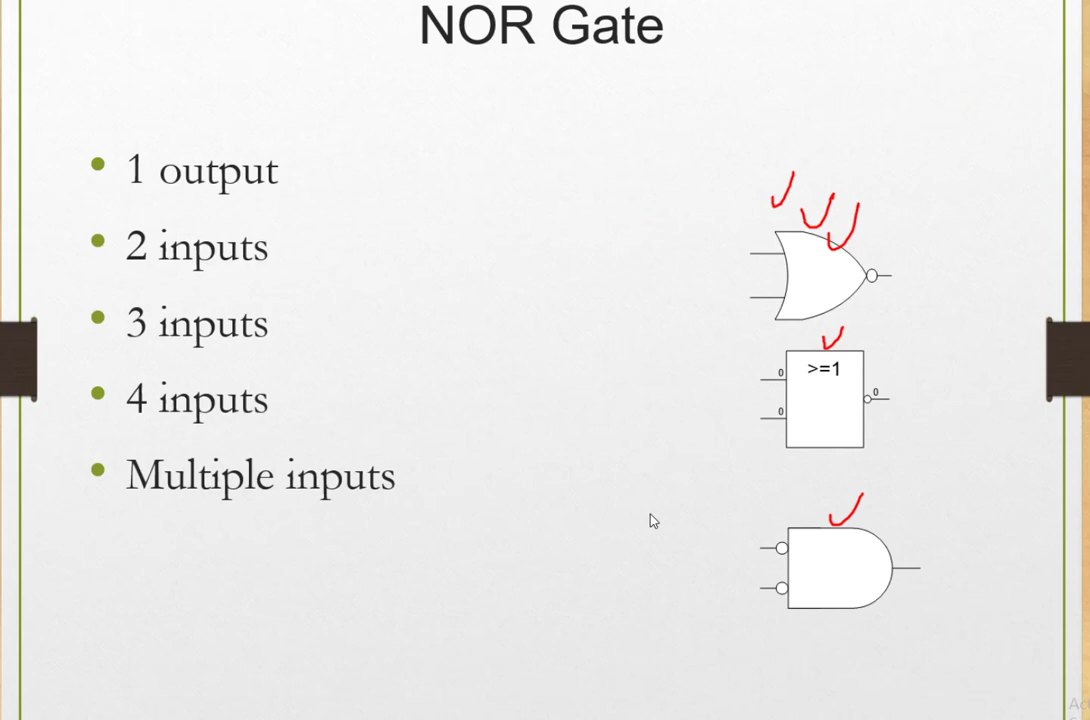 NOR Gate
1 output
2 inputs
3 inputs
4 inputs
Multiple inputs
>=1
0
0
0